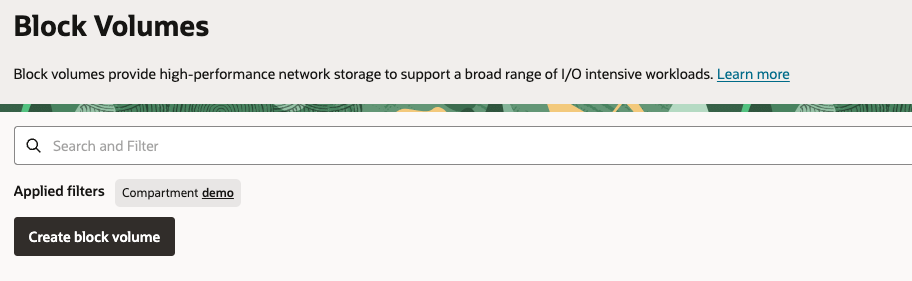 Block Volumes
Block volumes provide high-performance network storage to support a broad range of I/O intensive workloads. Learn more
Search and Filter
Applied filters Compartment demo
Create block volume